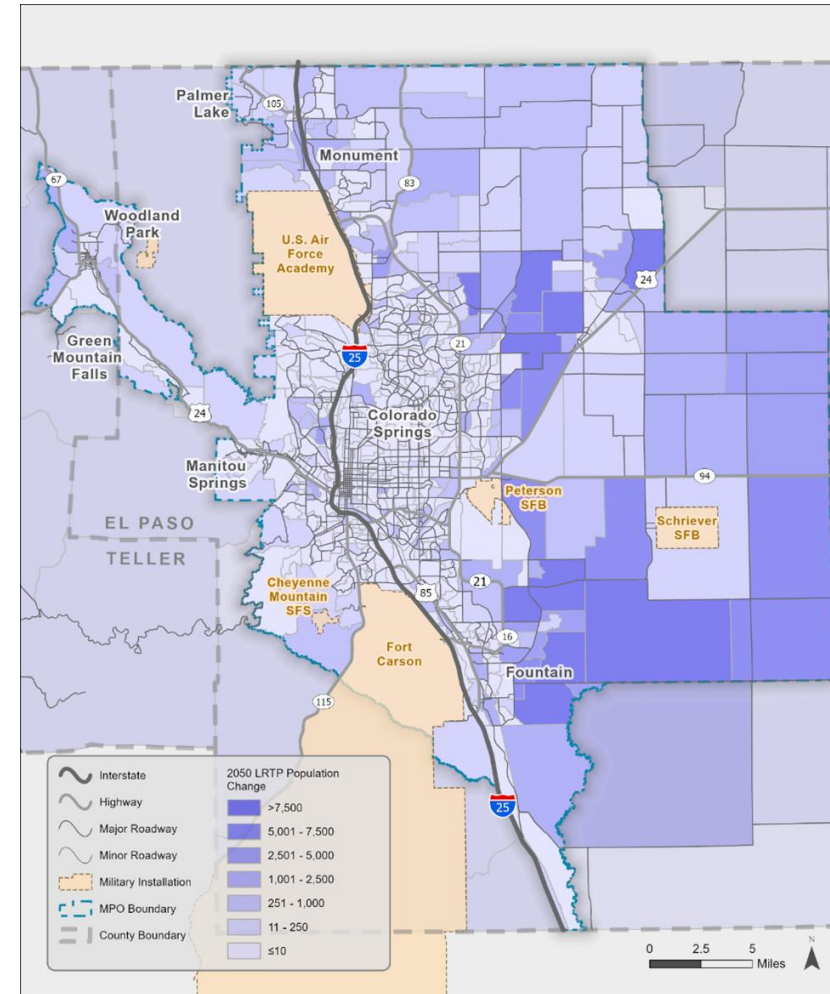 Palmer
Lake
105
Monument
67
83
Woodland
Park
U.S. Air
Force
Academy
24
Green
Mountain
Falls
25
21
24
Colorado
Springs
Manitou
Springs
94
Peterson
SFB
Schriever
SFB
EL PASO
TELLER
Cheyenne
Mountain
SFS
85
21
16
Fort
Carson
Fountain
115
25
Interstate
Highway
Major Roadway
Minor Roadway
Military Installation
MPO Boundary
County Boundary
2050 LRTP Population
Change
>7,500
5,001 - 7,500
2,501 - 5,000
1,001 - 2,500
251 - 1,000
11 - 250
≤10
0 2.5 5
Miles
N